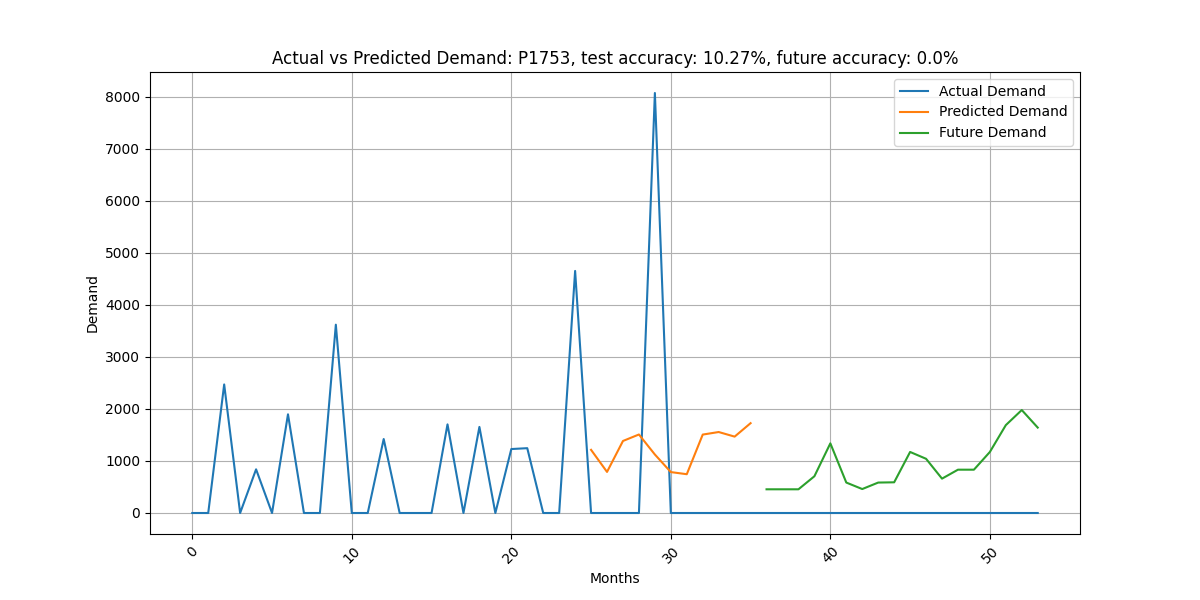 Actual vs Predicted Demand: P1753, test accuracy: 10.27%, future accuracy: 0.0%
Actual Demand
Predicted Demand
Future Demand
8000
7000
6000
5000
4000
3000
2000
1000
0
Demand
0
10
20
30
40
50
Months